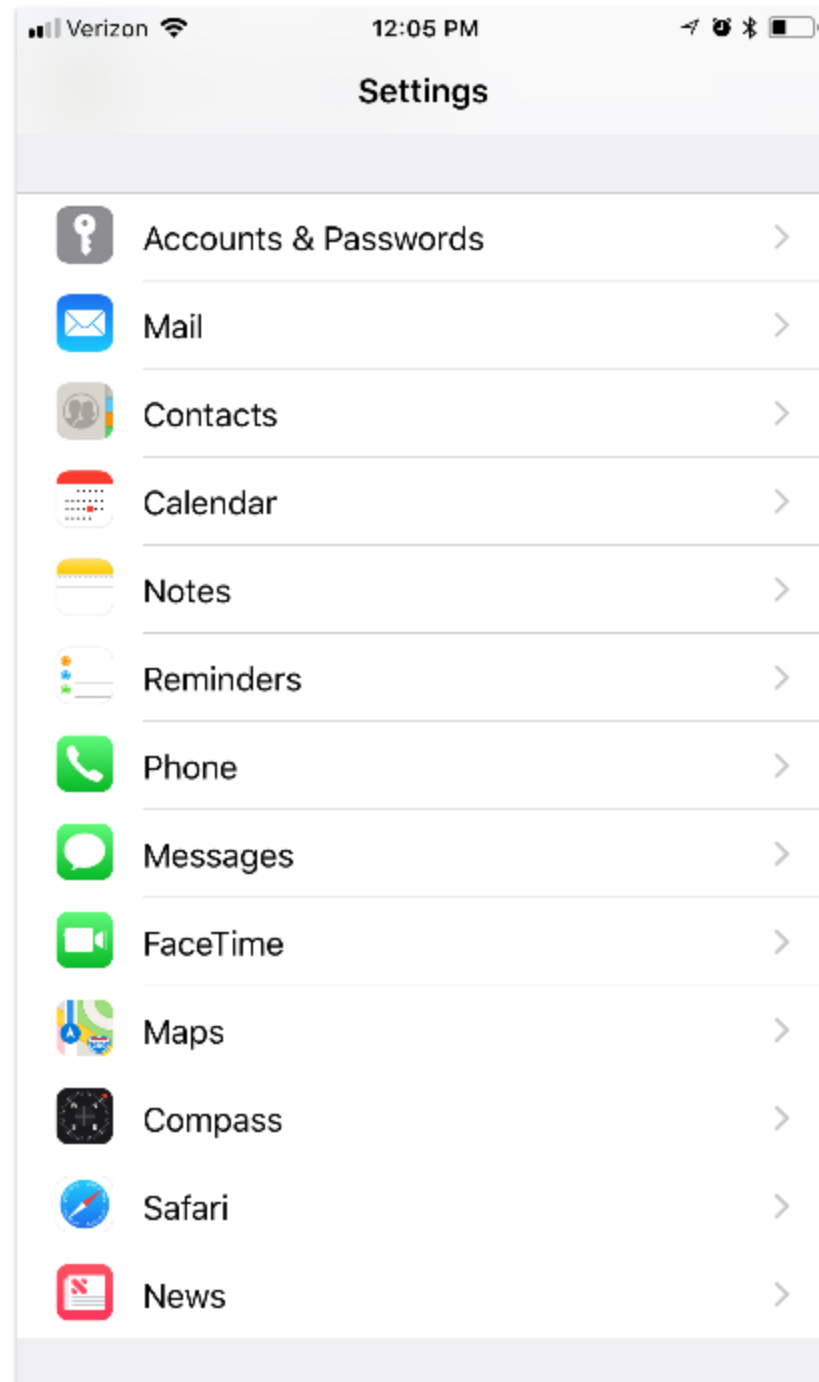 Verizon 12:05 PM
Settings
Accounts & Passwords
Mail
Contacts
Calendar
Notes
Reminders
Phone
Messages
FaceTime
Maps
Compass
Safari
News